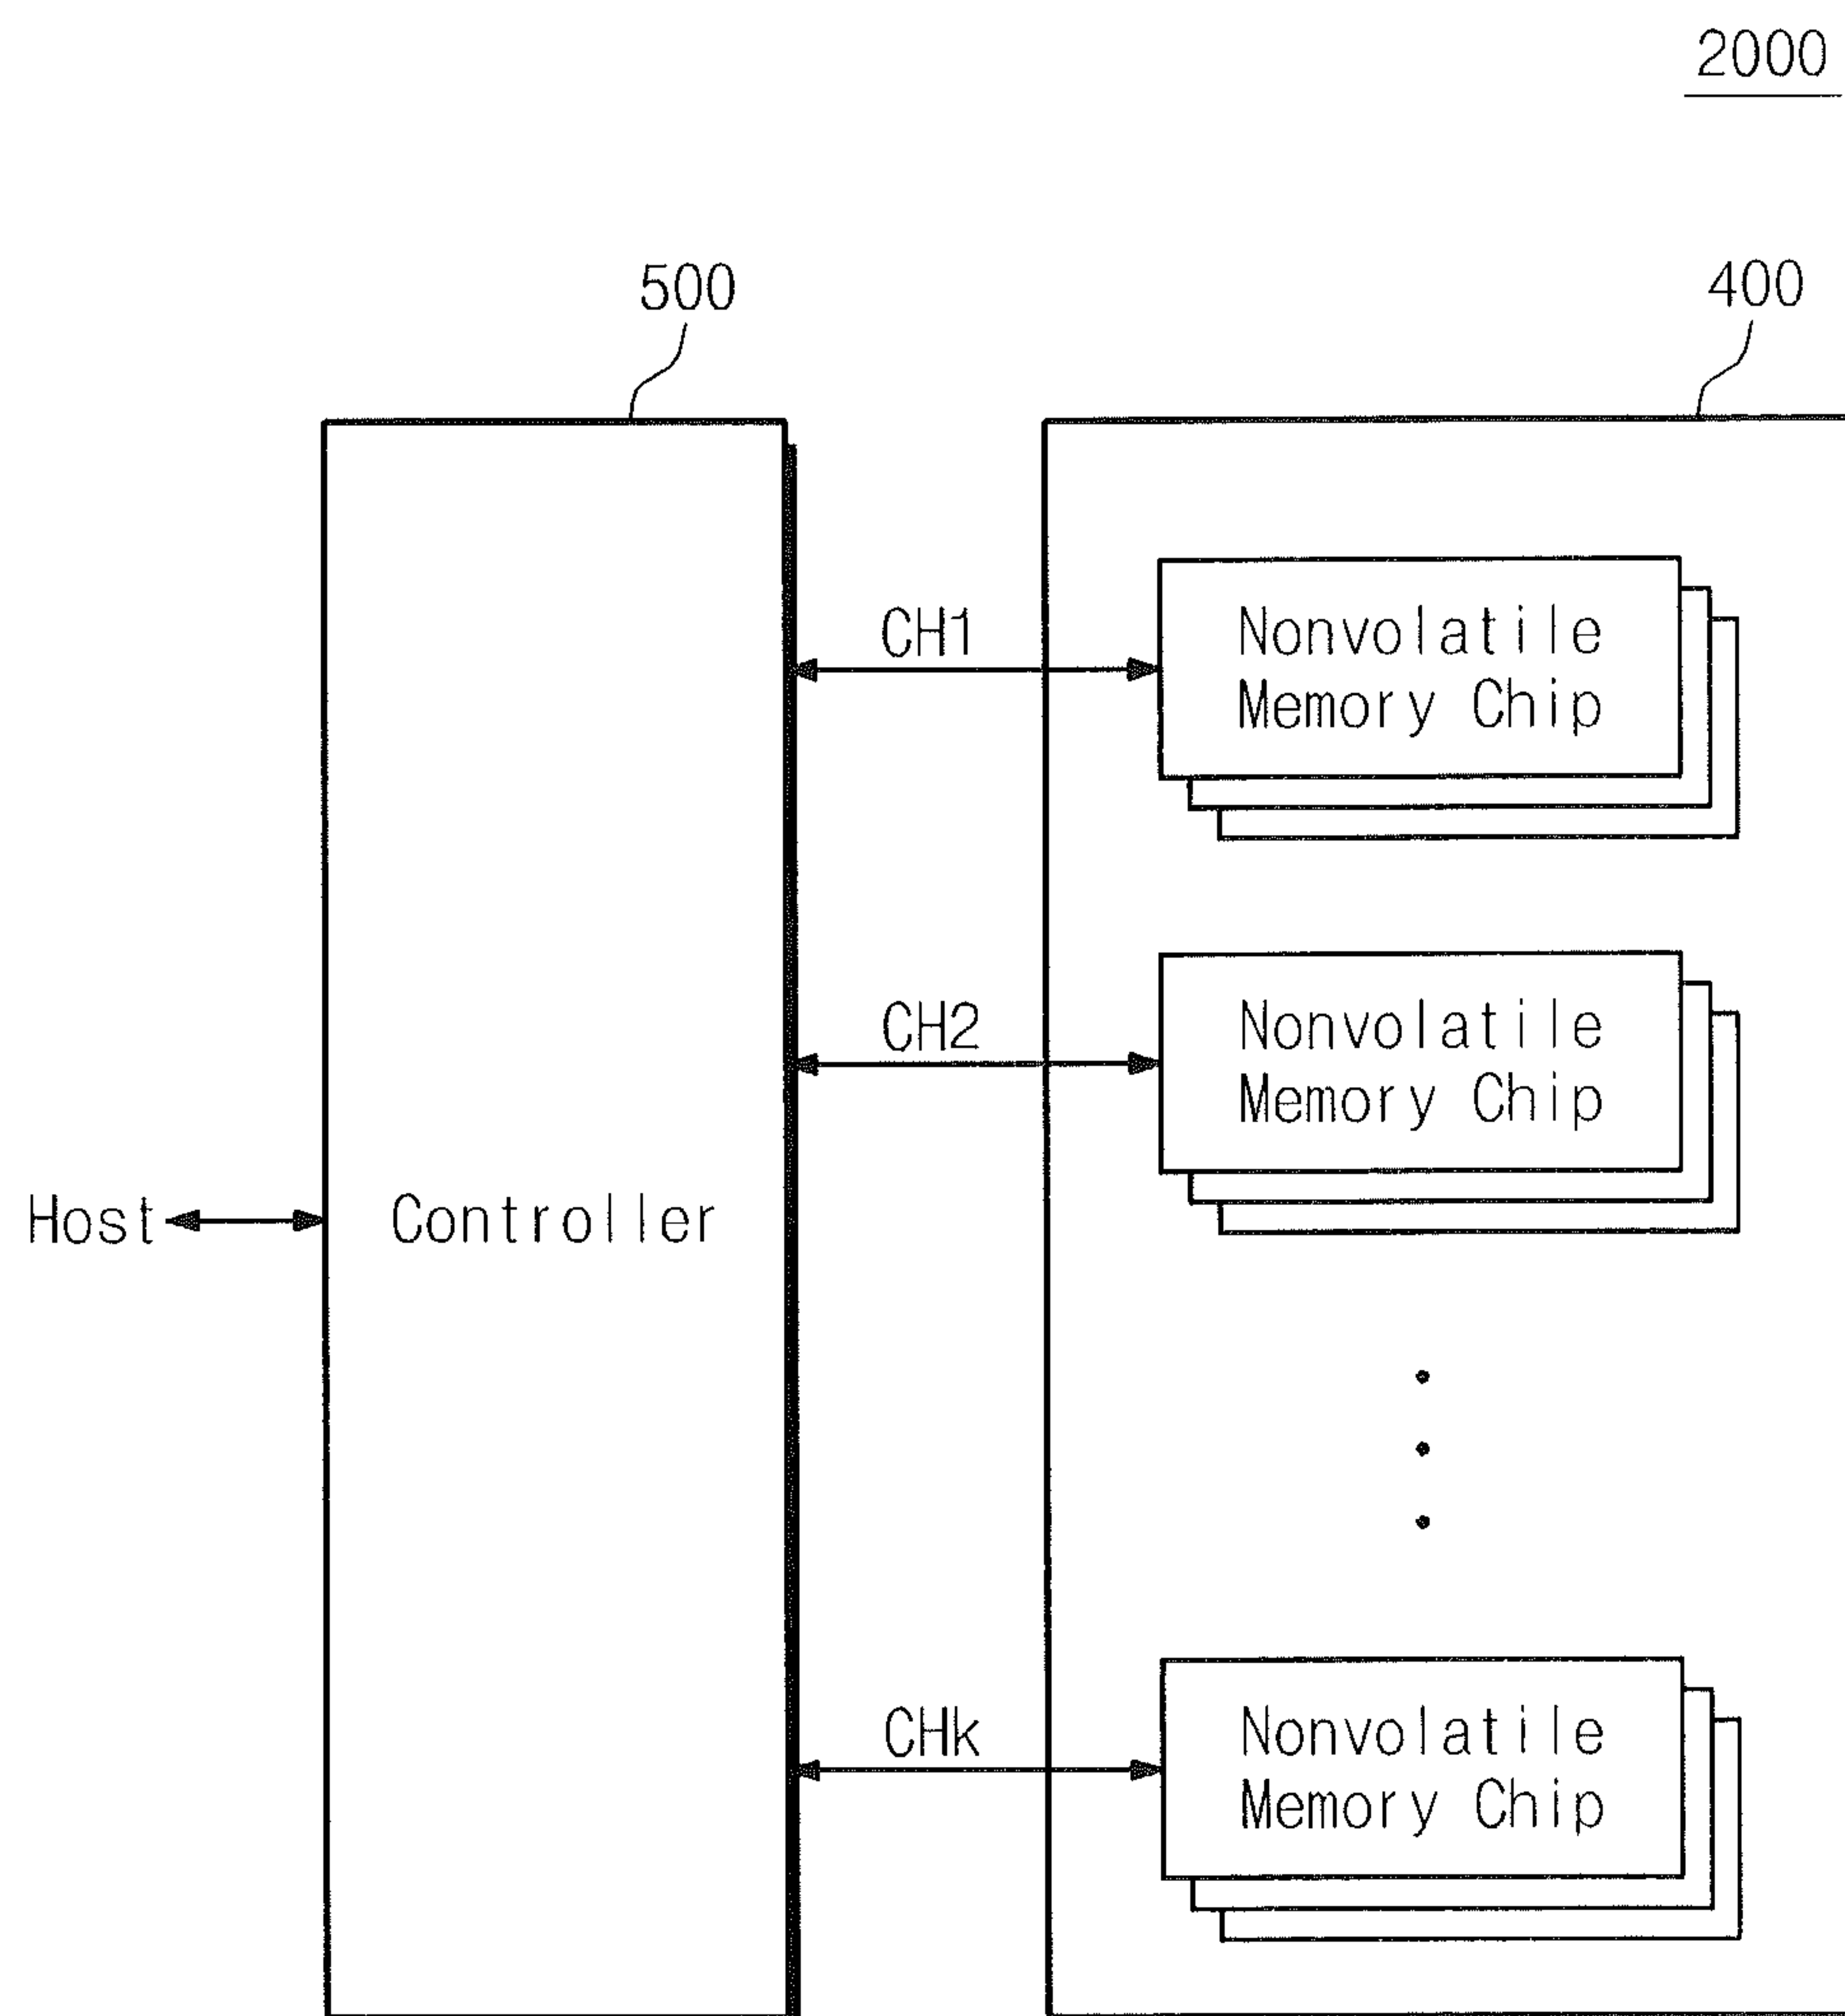 2000
500
400
CH1
Nonvolatile
Memory Chip
CH2
Nonvolatile
Memory Chip
Host
Controller
CHk
Nonvolatile
Memory Chip